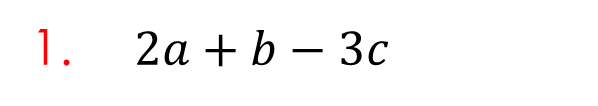 1. 2a + b − 3c